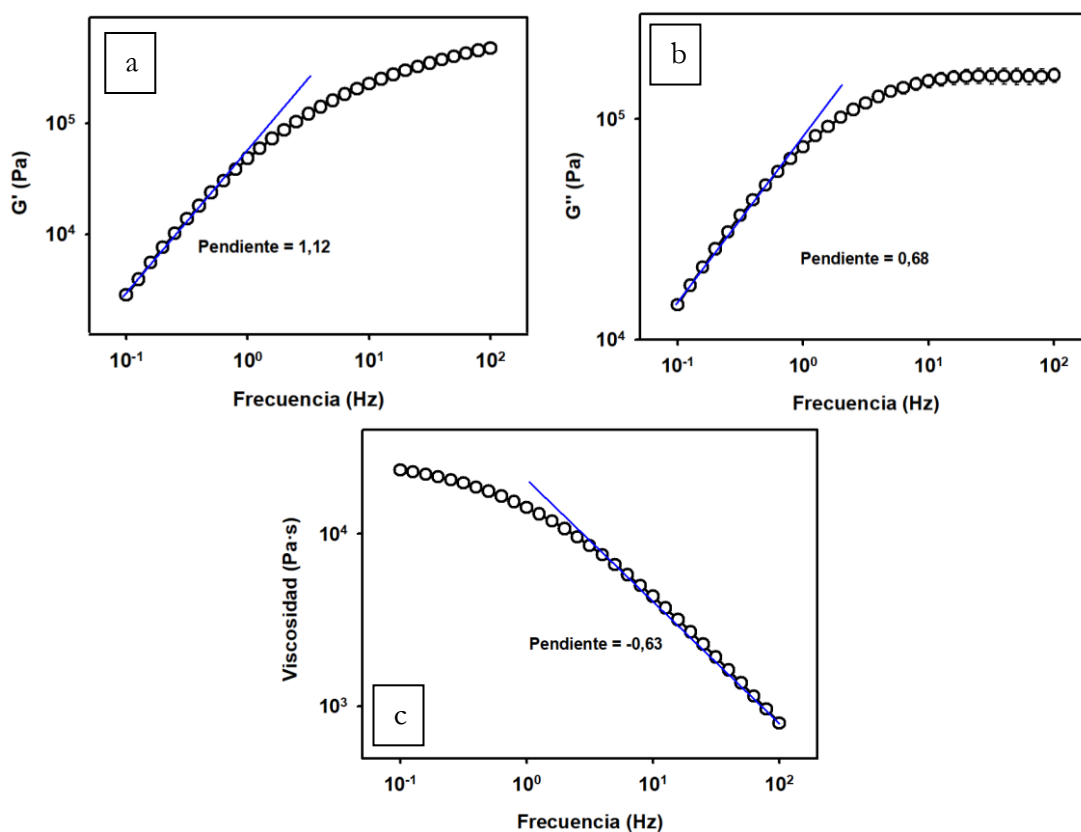 a
G' (Pa)
10⁵
10⁴
Pendiente = 1,12
10⁻¹ 10⁰ 10¹ 10²
Frecuencia (Hz)
b
G'' (Pa)
10⁵
10⁴
Pendiente = 0,68
10⁻¹ 10⁰ 10¹ 10²
Frecuencia (Hz)
Viscosidad (Pa·s)
10⁴
10³
Pendiente = -0,63
c
10⁻¹ 10⁰ 10¹ 10²
Frecuencia (Hz)